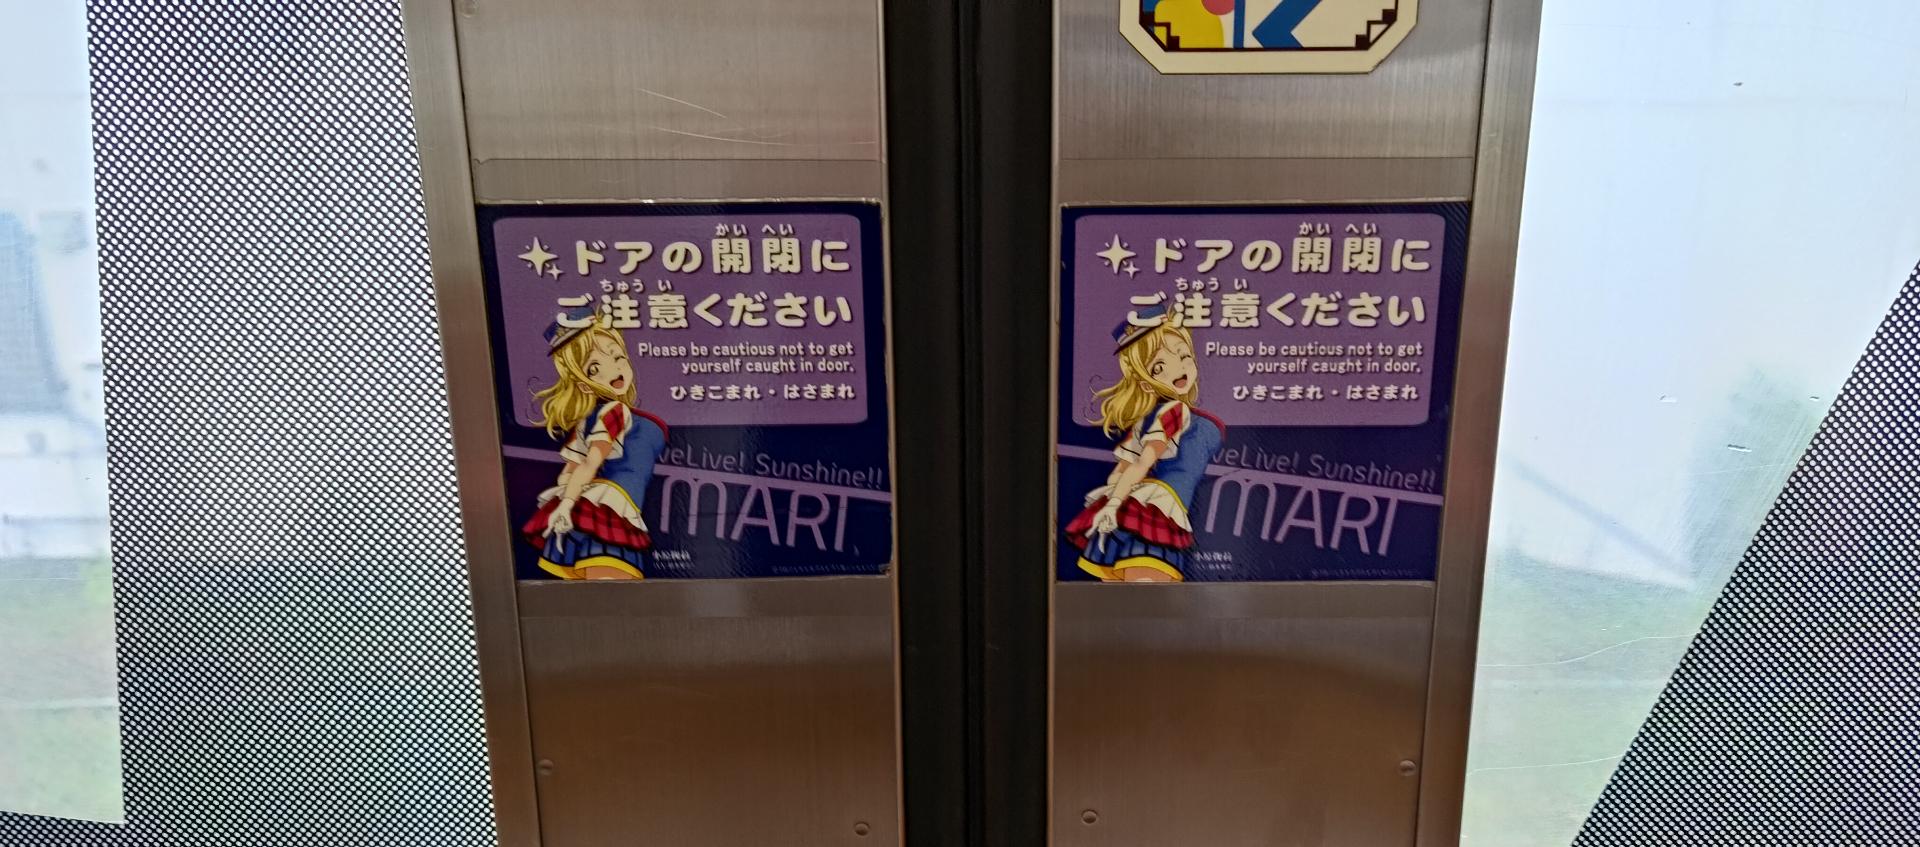 かい へい
ドアの開閉に
ちゅう い
ご注意ください
Please be cautious not to get
yourself caught in door.
ひきこまれ・はさまれ
veLive! Sunshine!!
MARI
かい へい
ドアの開閉に
ちゅう い
ご注意ください
Please be cautious not to get
yourself caught in door.
ひきこまれ・はさまれ
veLive! Sunshine!!
MARI